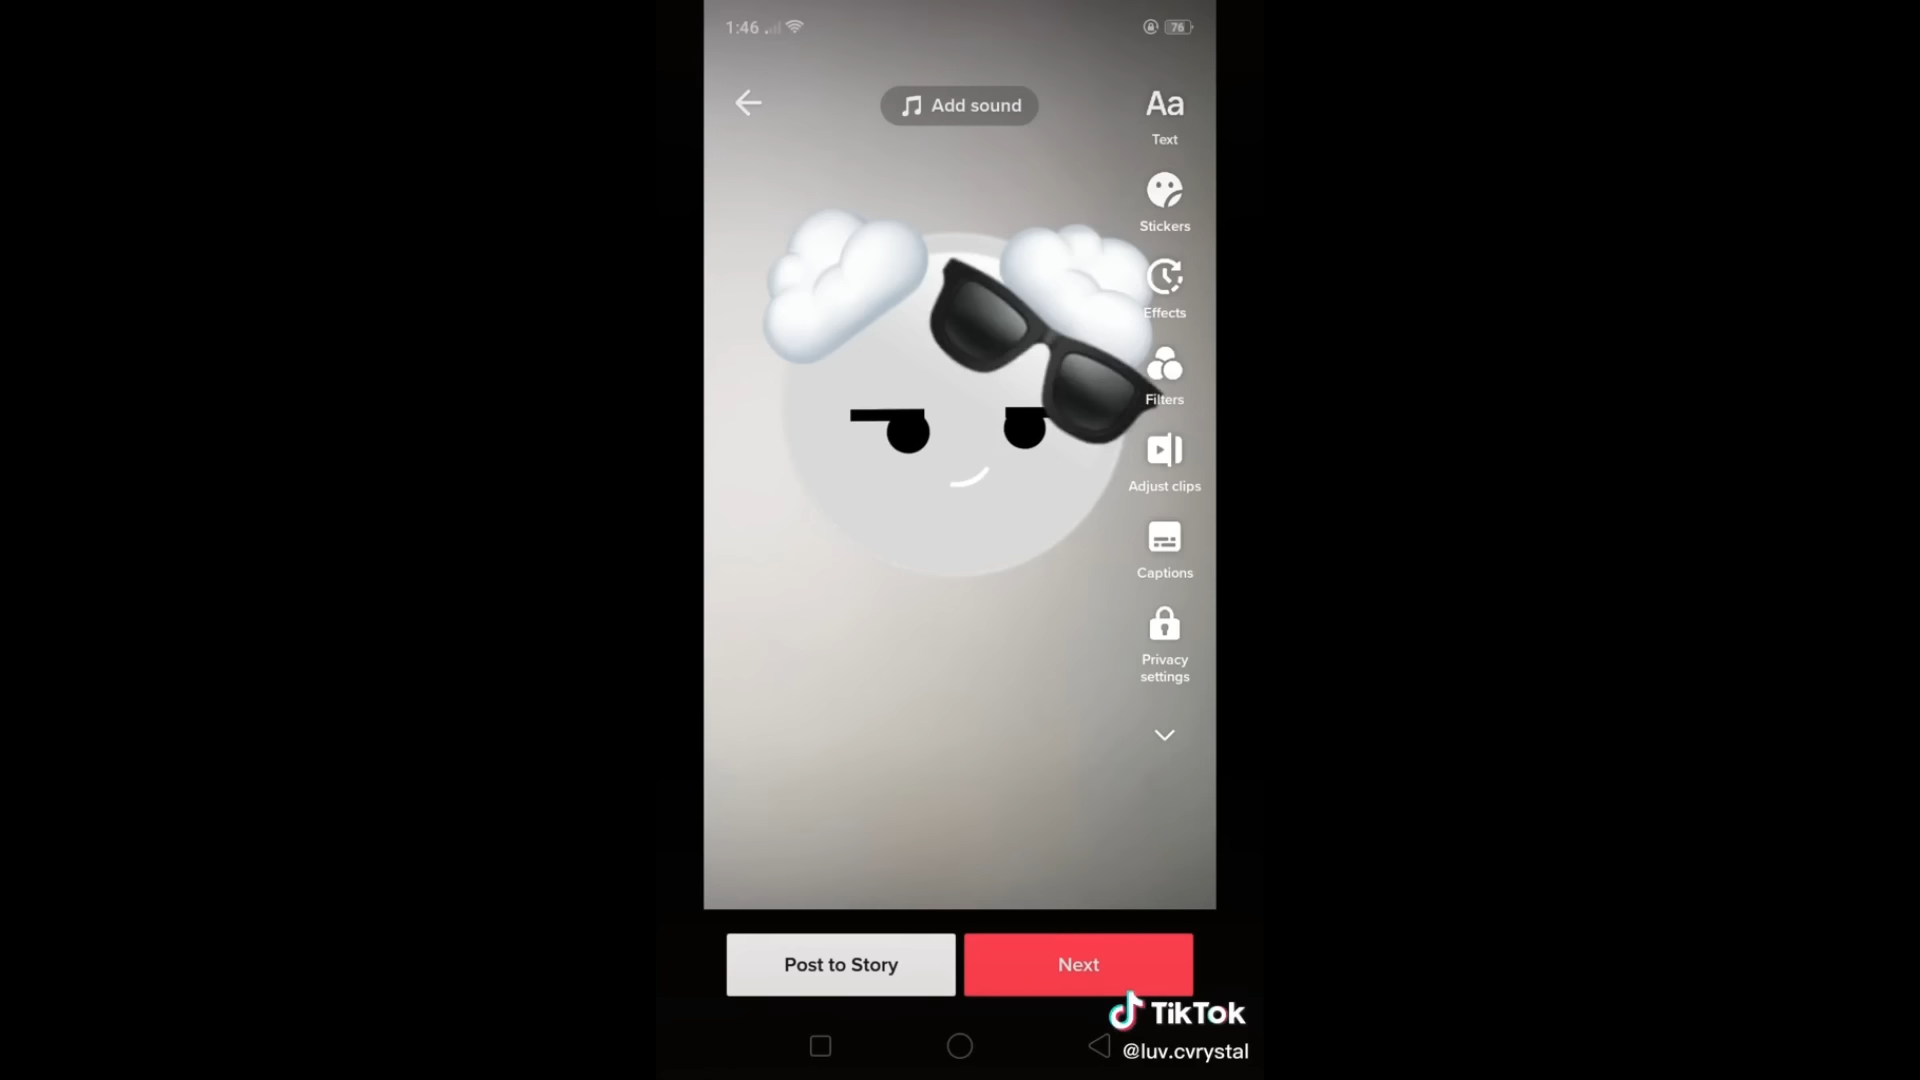 1:46
76
Add sound
Aa
Text
Stickers
Effects
Filters
Adjust clips
Captions
Privacy
settings
Post to Story
Next
TikTok
@luv.cvrystal